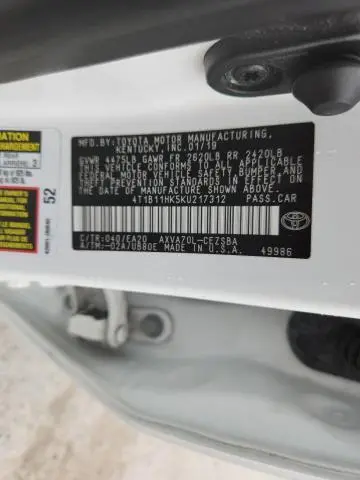 MFD.BY:TOYOTA MOTOR MANUFACTURING,
KENTUCKY,INC.01/19
GVWR 4475LB GAWR FR 2620LB RR 2420LB
THIS VEHICLE CONFORMS TO ALL APPLICABLE
FEDERAL MOTOR VEHICLE SAFETY, BUMPER, AND
THEFT PREVENTION STANDARDS IN EFFECT ON THE
DATE OF MANUFACTURE SHOWN ABOVE.
4T1B11HK5KU217312 PASS.CAR
C/TR:040/EA20 AXVA70L-CEZSBA
A/TM:-02A/UB80E MADE IN U.S.A.
49986
TOYOTA
52